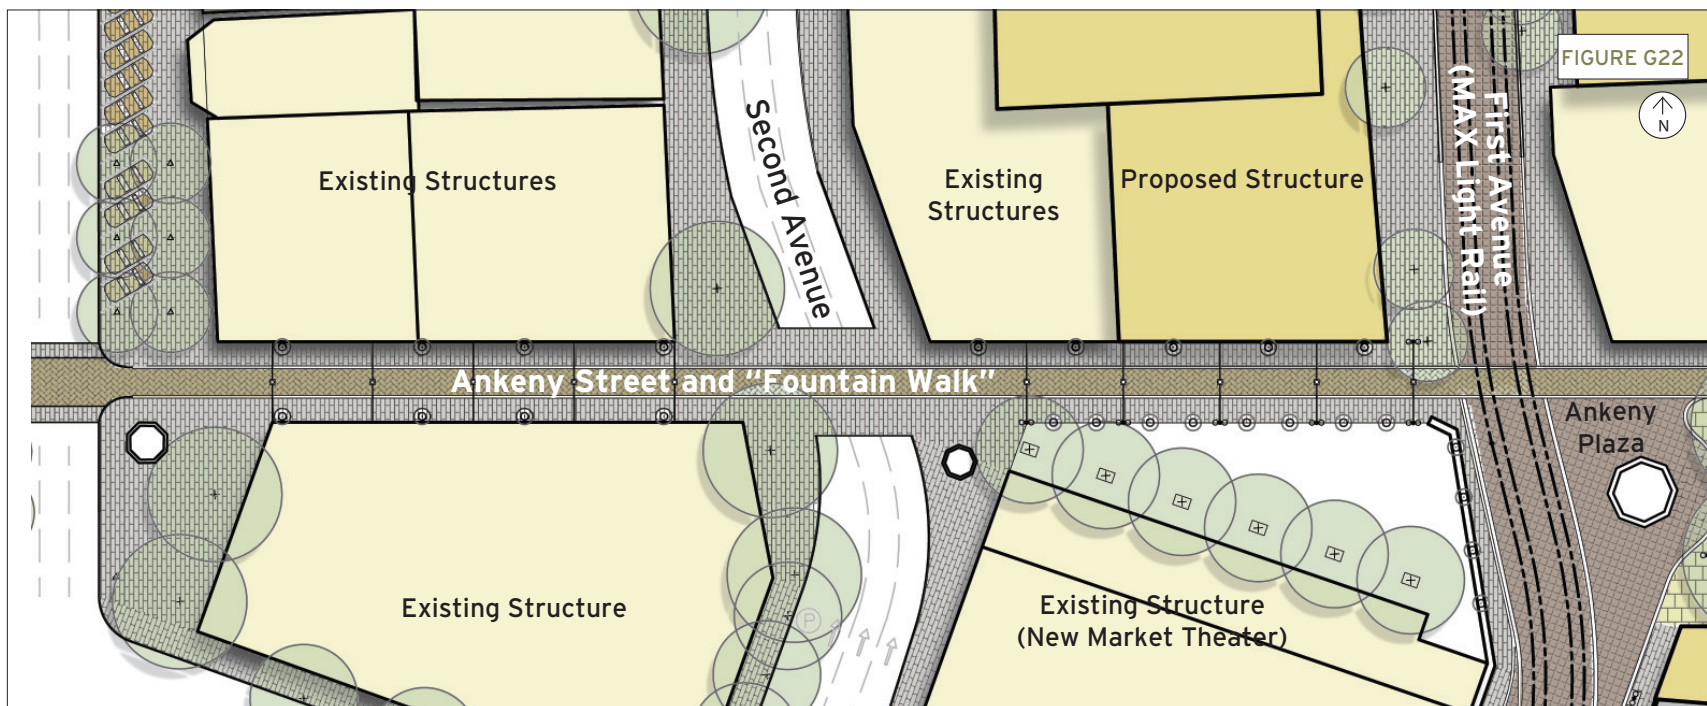 FIGURE G22
N
Second Avenue
First Avenue
(MAX Light Rail)
Existing Structures
Existing
Structures
Proposed Structure
Ankeny Street and “Fountain Walk”
Ankeny
Plaza
P
Existing Structure
Existing Structure
(New Market Theater)